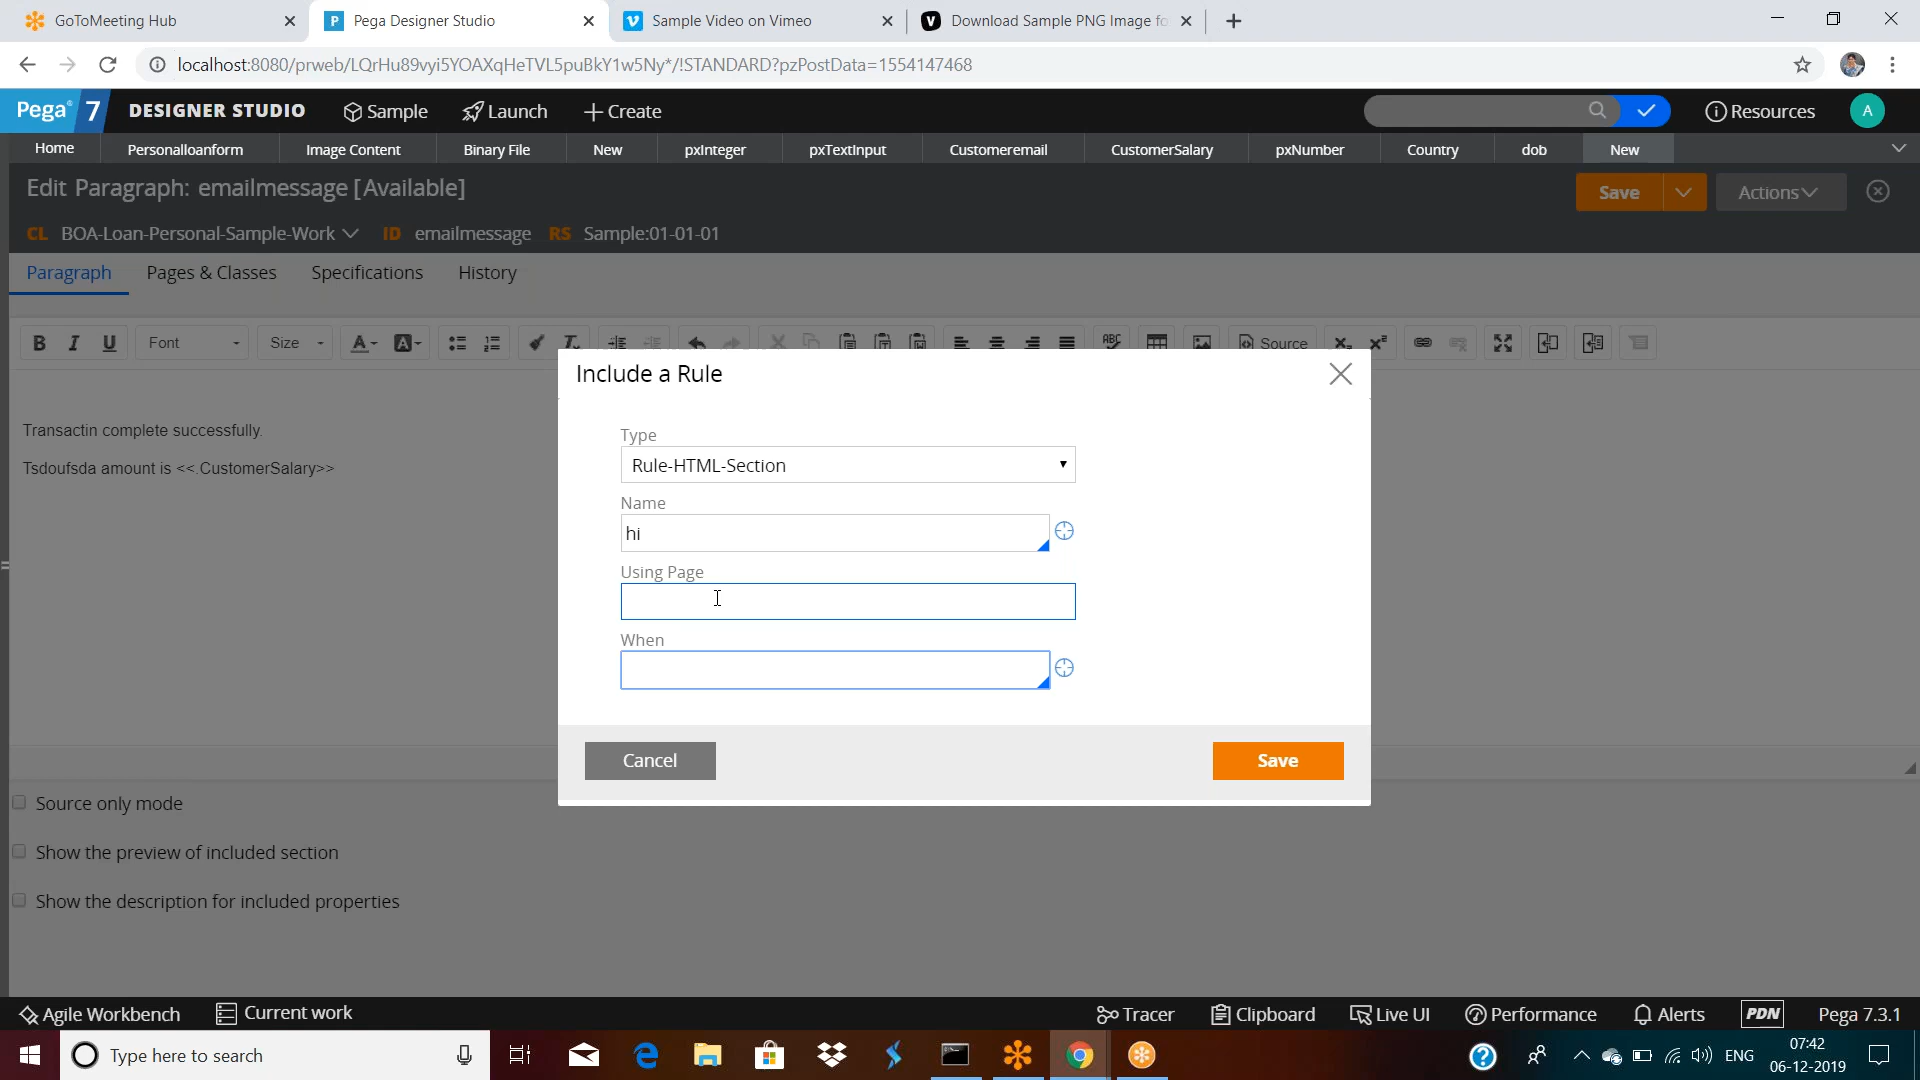 GoToMeeting Hub
Pega Designer Studio
Sample Video on Vimeo
Download Sample PNG Image fo
localhost:8080/prweb/LQrHu89vyi5YOAXqHeTVL5puBkY1w5Ny*/!STANDARD?pzPostData=1554147468
Pega 7 DESIGNER STUDIO Sample Launch Create Resources A
Home Personalloanform Image Content Binary File New pxInteger pxTextInput Customeremail CustomerSalary pxNumber Country dob New
Edit Paragraph: emailmessage [Available]
Save Actions
CL BOA-Loan-Personal-Sample-Work ID emailmessage RS Sample:01-01-01
Paragraph Pages & Classes Specifications History
B I U Font Size A A Source
Include a Rule
Transactin complete successfully.
Tsdoufsda amount is <<.CustomerSalary>>
Type
Rule-HTML-Section
Name
hi
Using Page
When
Cancel
Save
Source only mode
Show the preview of included section
Show the description for included properties
Agile Workbench Current work Tracer Clipboard Live UI Performance Alerts PDN Pega 7.3.1
Type here to search
ENG
07:42
06-12-2019